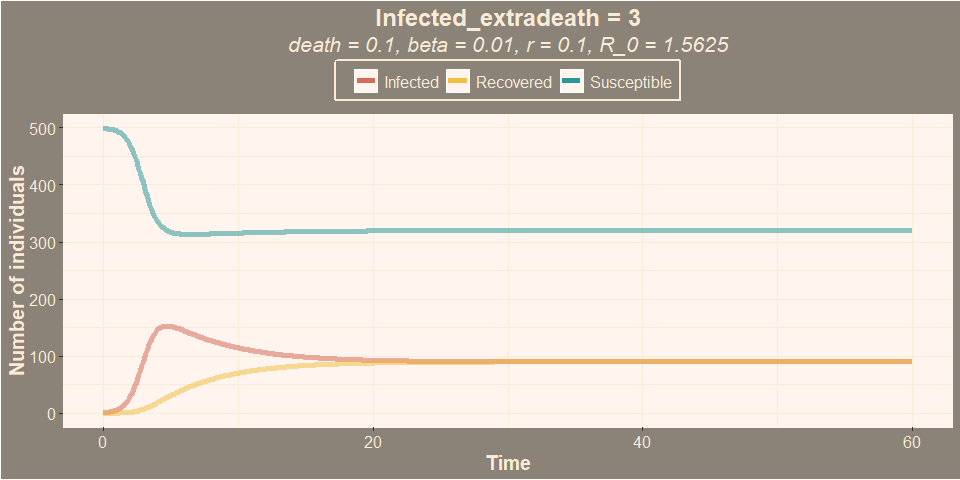 Infected_extradeath = 3
death = 0.1, beta = 0.01, r = 0.1, R_0 = 1.5625
Infected Recovered Susceptible
Number of individuals
500
400
300
200
100
0
0 20 40 60
Time